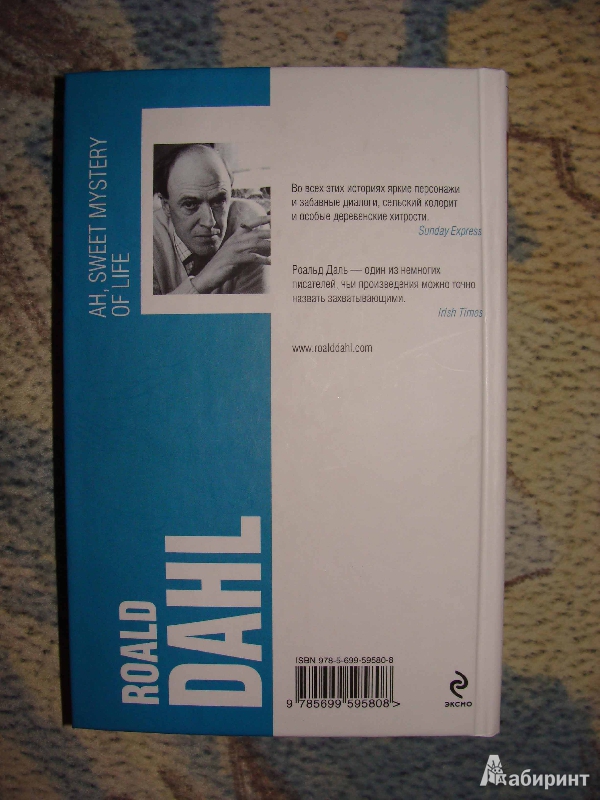 AH, SWEET MYSTERY
OF LIFE
Во всех этих историях яркие персонажи
и забавные диалоги, сельский колорит
и особые деревенские хитрости.
Sunday Express
Роальд Даль — один из немногих
писателей, чьи произведения можно точно
назвать захватывающими.
Irish Times
www.roalddahl.com
ROALD
DAHL
ISBN 978-5-699-59580-8
9 785699 595808>
ЭКСМО
Лабиринт